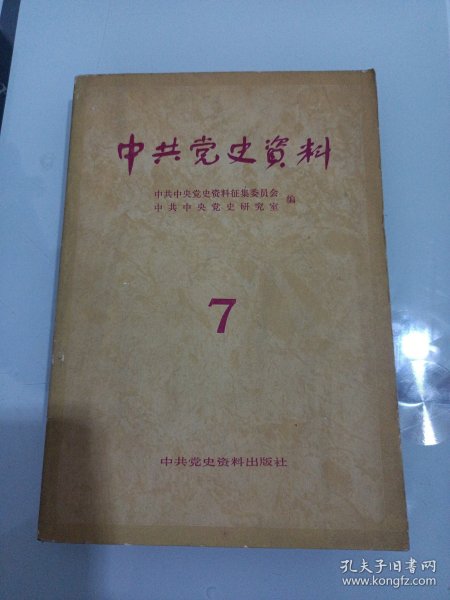 中共党史資料
中共中央党史资料征集委员会
中共中央党史研究室
编
7
中共党史资料出版社
孔夫子旧书网
www.kongfz.com